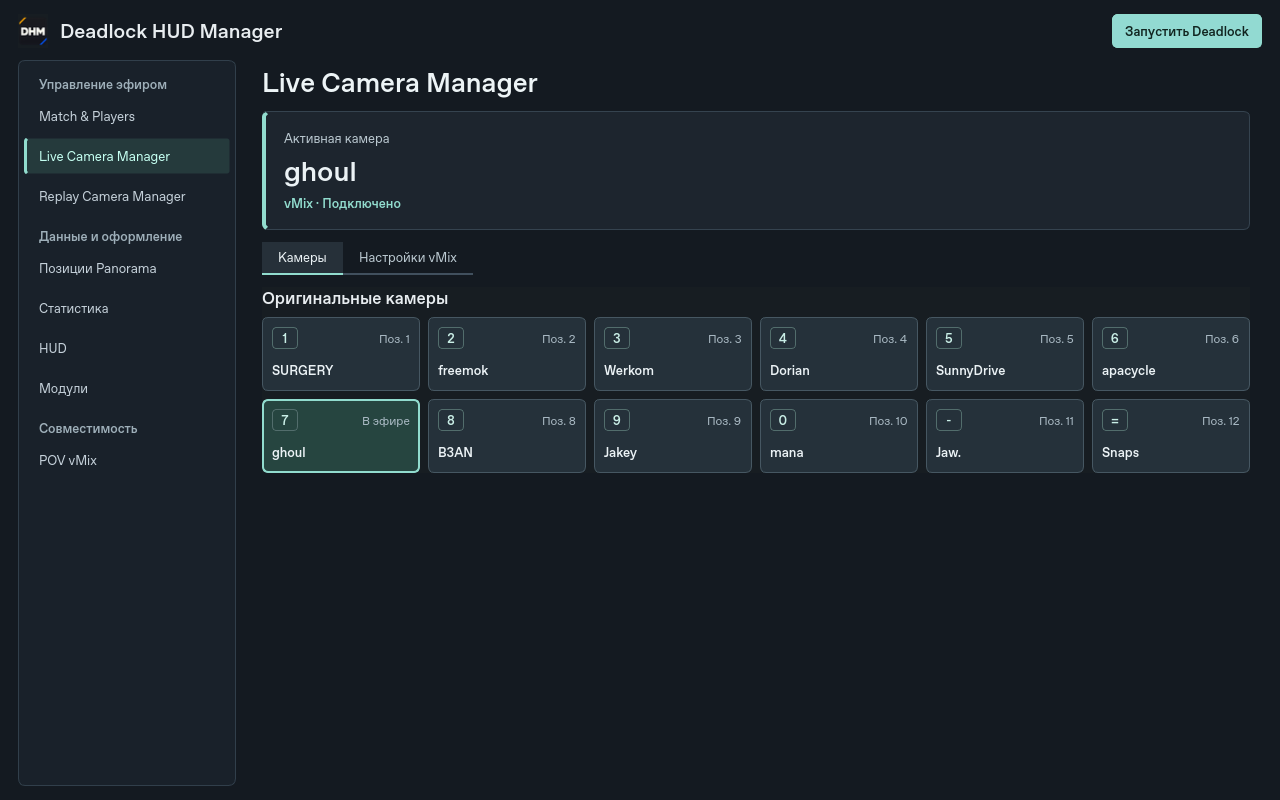 DHM
Deadlock HUD Manager
Запустить Deadlock
Управление эфиром
Match & Players
Live Camera Manager
Replay Camera Manager
Данные и оформление
Позиции Panorama
Статистика
HUD
Модули
Совместимость
POV vMix
Live Camera Manager
Активная камера
ghoul
vMix · Подключено
Камеры
Настройки vMix
Оригинальные камеры
1 Поз. 1
SURGERY
2 Поз. 2
freemok
3 Поз. 3
Werkom
4 Поз. 4
Dorian
5 Поз. 5
SunnyDrive
6 Поз. 6
apacycle
7 В эфире
ghoul
8 Поз. 8
B3AN
9 Поз. 9
Jakey
0 Поз. 10
mana
- Поз. 11
Jaw.
= Поз. 12
Snaps